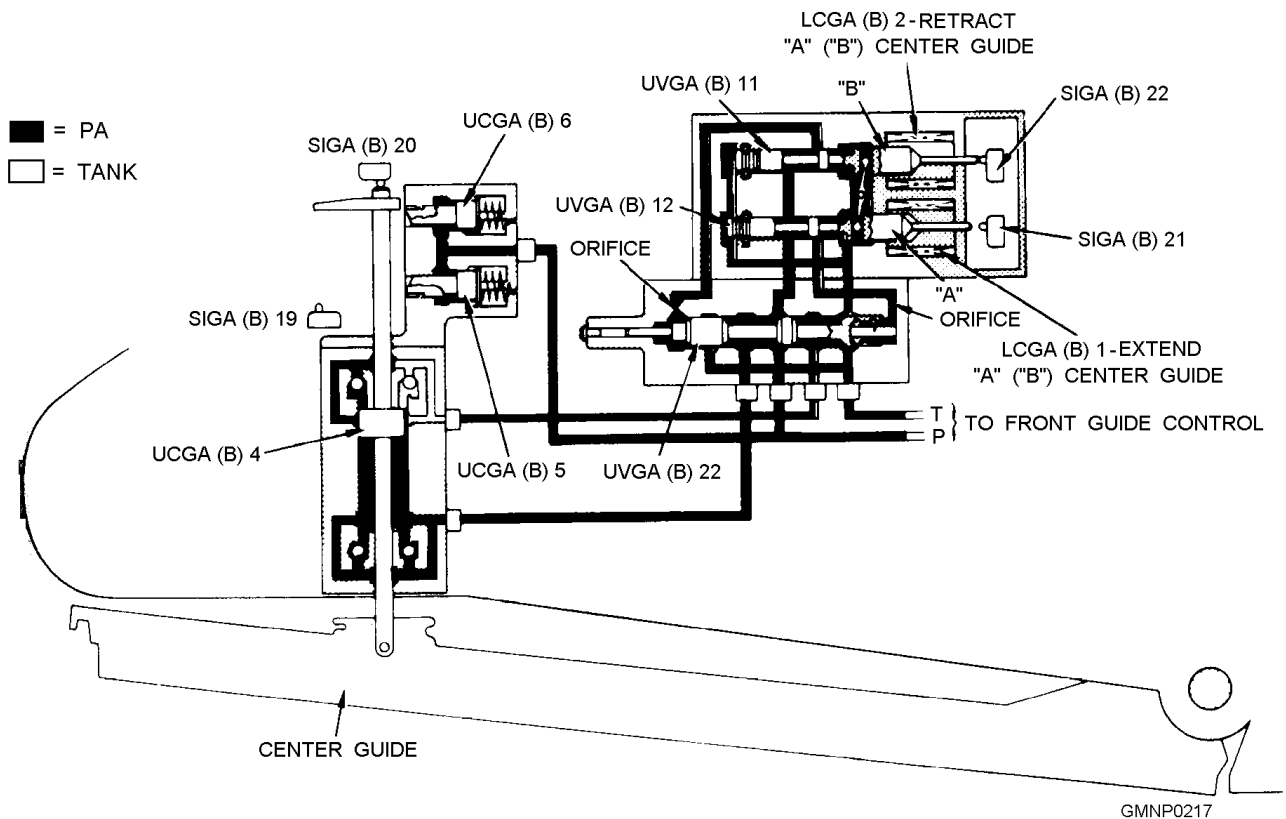 LCGA (B) 2-RETRACT
"A" ("B") CENTER GUIDE
UVGA (B) 11
"B"
SIGA (B) 22
= PA
UCGA (B) 6
= TANK
SIGA (B) 20
UVGA (B) 12
SIGA (B) 21
ORIFICE
"A"
SIGA (B) 19
ORIFICE
LCGA (B) 1-EXTEND
"A" ("B") CENTER GUIDE
T
TO FRONT GUIDE CONTROL
P
UCGA (B) 4
UCGA (B) 5
UVGA (B) 22
CENTER GUIDE
GMNP0217